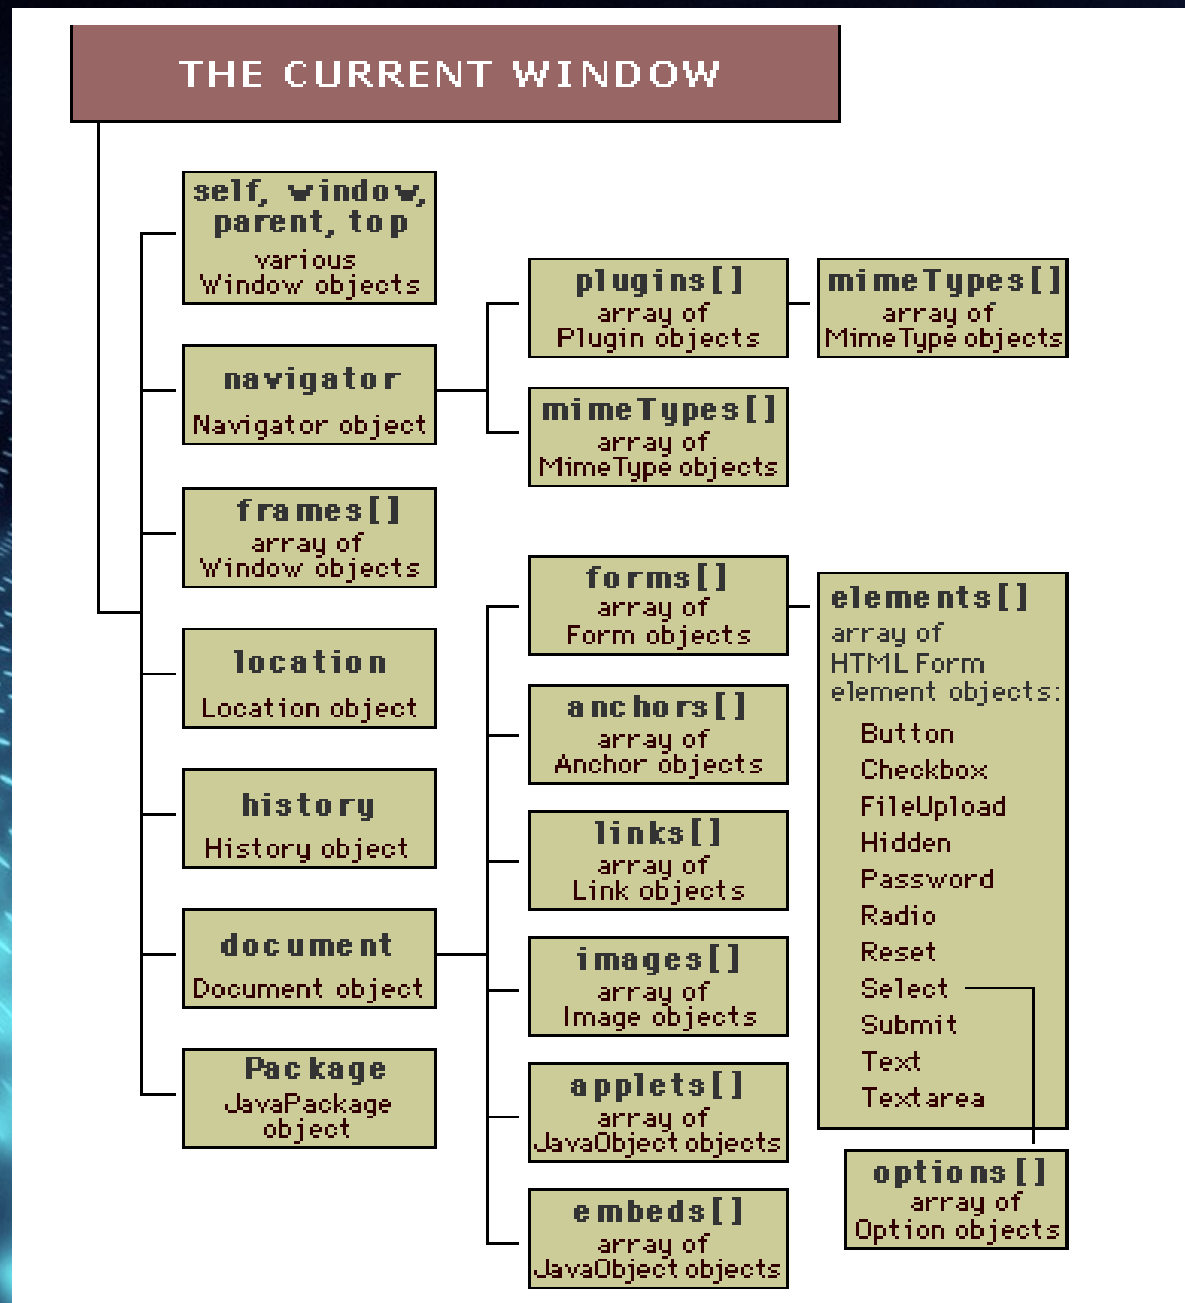 THE CURRENT WINDOW
self, window,
parent, top
various
Window objects
navigator
Navigator object
frames[]
array of
Window objects
location
Location object
history
History object
document
Document object
Package
JavaPackage
object
plugins[]
array of
Plugin objects
mimeTypes[]
array of
MimeType objects
mimeTypes[]
array of
MimeType objects
forms[]
array of
Form objects
anchors[]
array of
Anchor objects
links[]
array of
Link objects
images[]
array of
Image objects
applets[]
array of
JavaObject objects
embeds[]
array of
JavaObject objects
elements[]
array of
HTML Form
element objects:
Button
Checkbox
FileUpload
Hidden
Password
Radio
Reset
Select
Submit
Text
Textarea
options[]
array of
Option objects